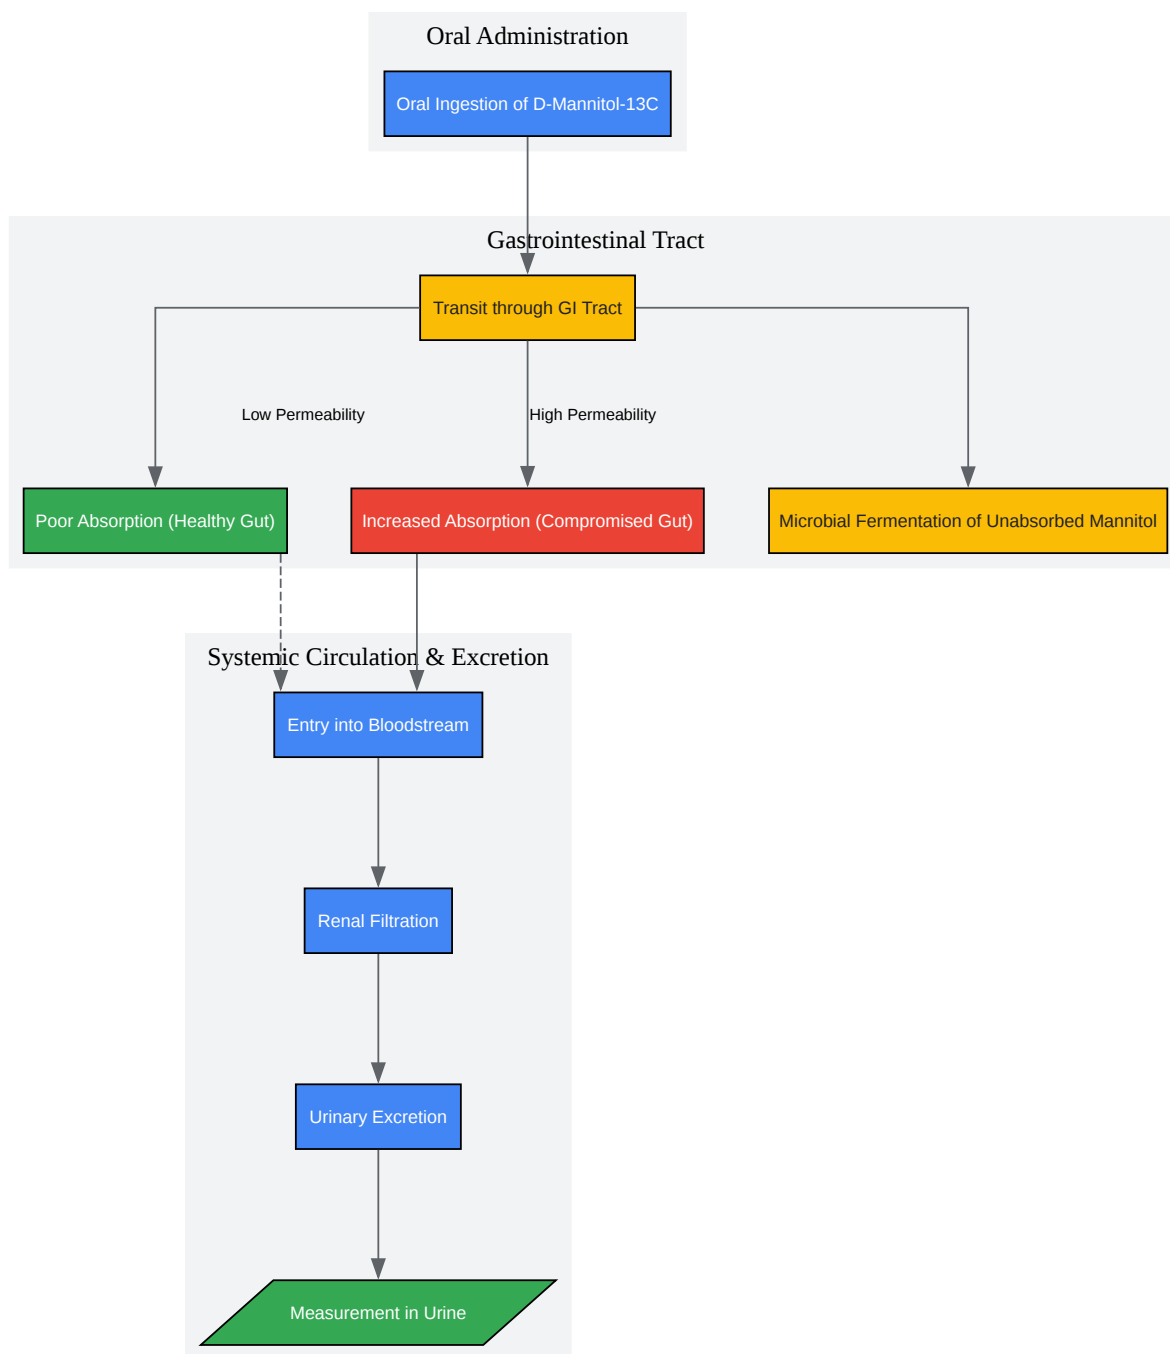 Oral Administration
Oral Ingestion of D-Mannitol-13C
Gastrointestinal Tract
Transit through GI Tract
Low Permeability
High Permeability
Poor Absorption (Healthy Gut)
Increased Absorption (Compromised Gut)
Microbial Fermentation of Unabsorbed Mannitol
Systemic Circulation & Excretion
Entry into Bloodstream
Renal Filtration
Urinary Excretion
Measurement in Urine